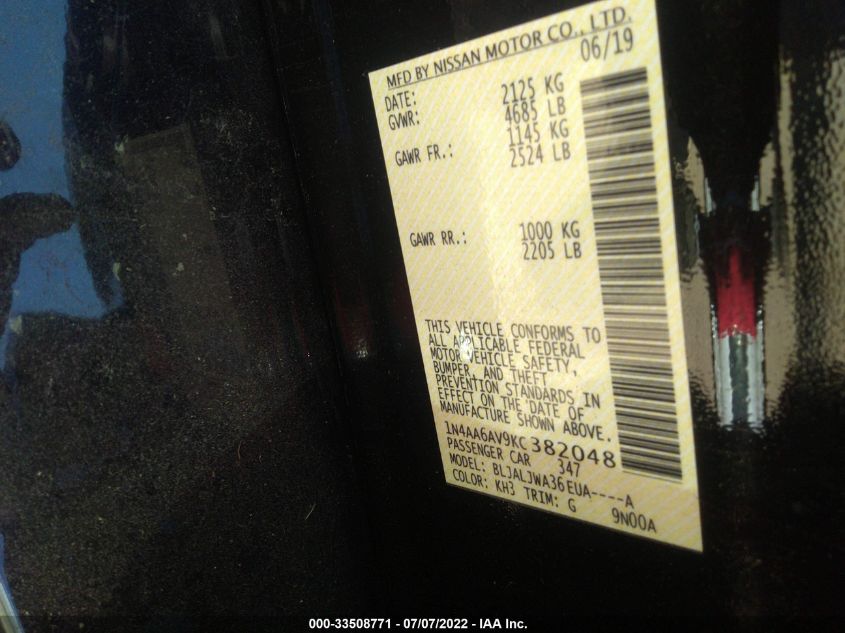 MFD BY NISSAN MOTOR CO., LTD.
DATE: 06/19
GVWR: 2125 KG
4685 LB
GAWR FR.: 1145 KG
2524 LB
GAWR RR.: 1000 KG
2205 LB
THIS VEHICLE CONFORMS TO
ALL APPLICABLE FEDERAL
MOTOR VEHICLE SAFETY,
BUMPER, AND THEFT
PREVENTION STANDARDS IN
EFFECT ON THE DATE OF
MANUFACTURE SHOWN ABOVE.
1N4AA6AV9KC382048
PASSENGER CAR 347
MODEL: BLJALJWA36EUA----A
COLOR: KH3 TRIM: G 9N00A
000-33508771 - 07/07/2022 - IAA Inc.